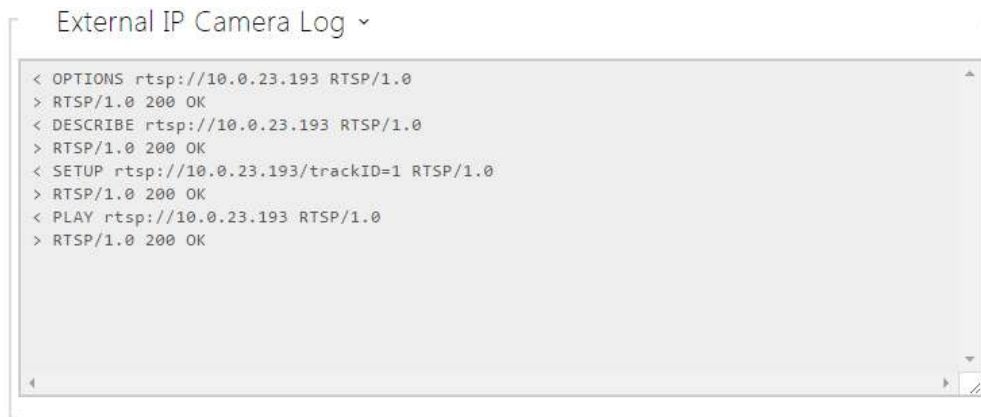 External IP Camera Log
< OPTIONS rtsp://10.0.23.193 RTSP/1.0
> RTSP/1.0 200 OK
< DESCRIBE rtsp://10.0.23.193 RTSP/1.0
> RTSP/1.0 200 OK
< SETUP rtsp://10.0.23.193/trackID=1 RTSP/1.0
> RTSP/1.0 200 OK
< PLAY rtsp://10.0.23.193 RTSP/1.0
> RTSP/1.0 200 OK